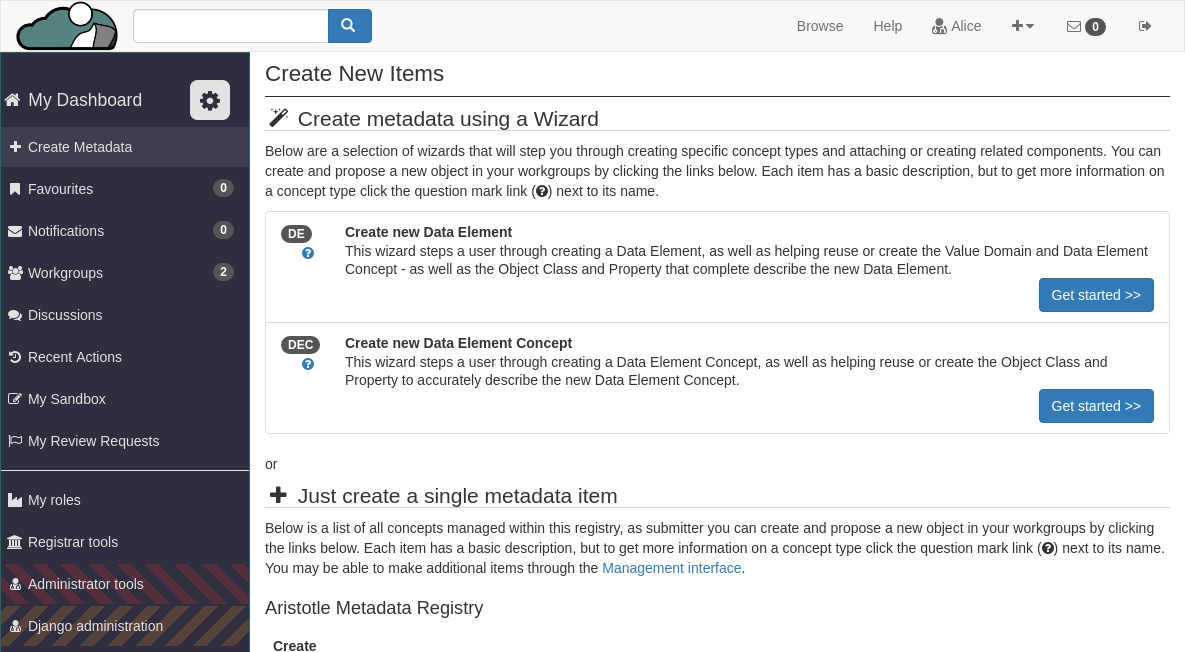 Browse Help Alice 0
My Dashboard
Create Metadata
Favourites 0
Notifications 0
Workgroups 2
Discussions
Recent Actions
My Sandbox
My Review Requests
My roles
Registrar tools
Administrator tools
Django administration
Create New Items
Create metadata using a Wizard
Below are a selection of wizards that will step you through creating specific concept types and attaching or creating related components. You can
create and propose a new object in your workgroups by clicking the links below. Each item has a basic description, but to get more information on
a concept type click the question mark link (?) next to its name.
DE Create new Data Element
? This wizard steps a user through creating a Data Element, as well as helping reuse or create the Value Domain and Data Element
Concept - as well as the Object Class and Property that complete describe the new Data Element.
Get started >>
DEC Create new Data Element Concept
? This wizard steps a user through creating a Data Element Concept, as well as helping reuse or create the Object Class and
Property to accurately describe the new Data Element Concept.
Get started >>
or
Just create a single metadata item
Below is a list of all concepts managed within this registry, as submitter you can create and propose a new object in your workgroups by clicking
the links below. Each item has a basic description, but to get more information on a concept type click the question mark link (?) next to its name.
You may be able to make additional items through the Management interface.
Aristotle Metadata Registry
Create